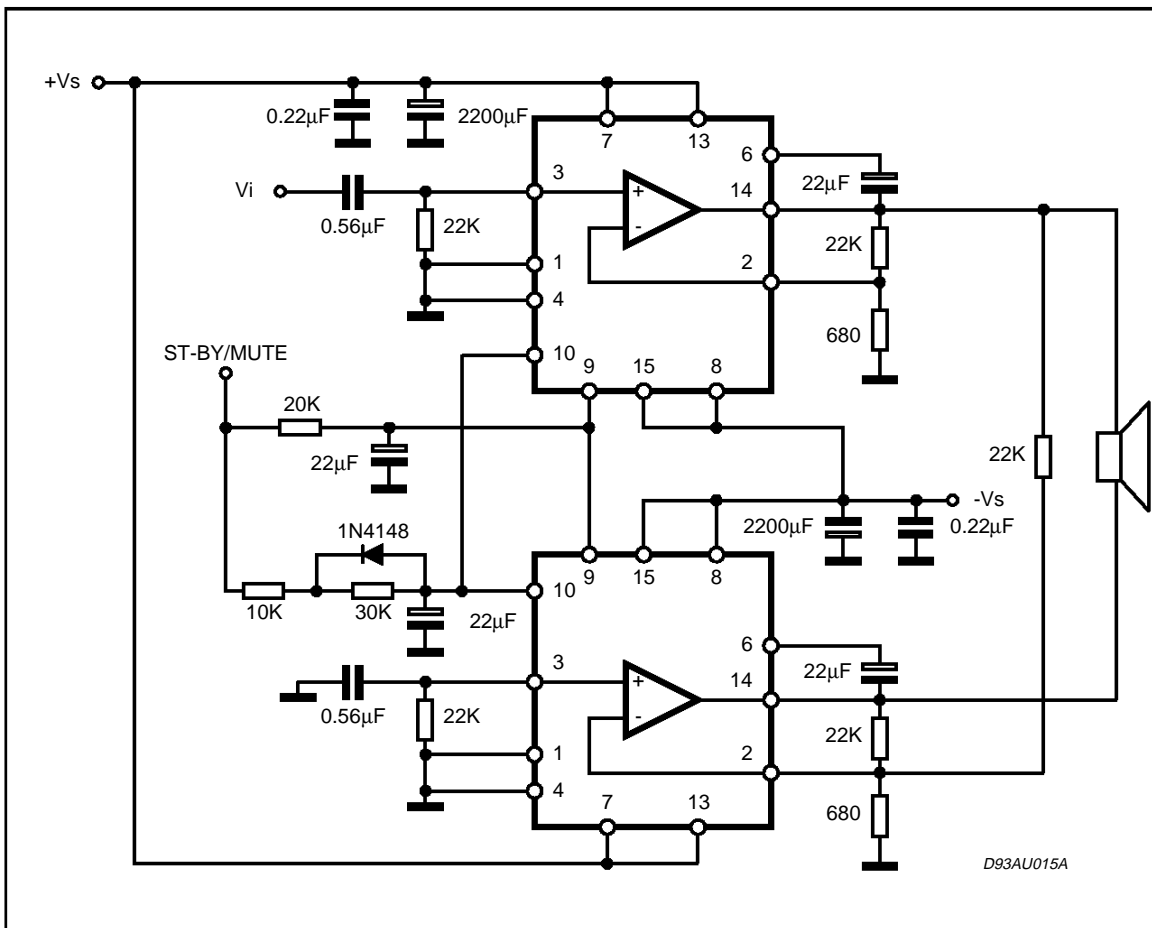 +Vs
0.22µF
2200µF
7
13
6
3
14
22µF
Vi
+
0.56µF
22K
-
22K
1
2
4
680
ST-BY/MUTE
10
9
15
8
20K
22µF
22K
-Vs
1N4148
2200µF
0.22µF
9
15
8
10
10K
30K
22µF
6
3
14
22µF
+
0.56µF
22K
-
22K
1
2
4
7
13
680
D93AU015A